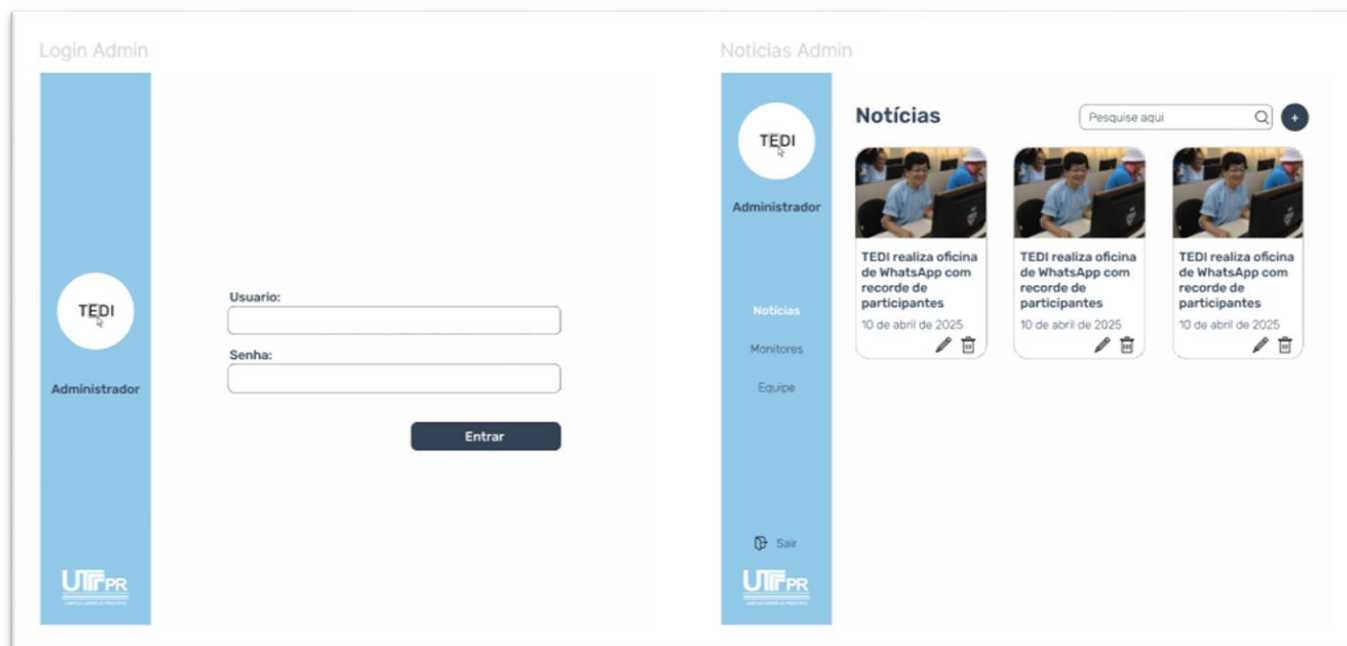 Login Admin
TEDI
Administrador
Usuario:
Senha:
Entrar
UTFPR
Noticias Admin
TEDI
Administrador
Notícias
Monitores
Equipe
Sair
UTFPR
Notícias
Pesquise aqui
+
TEDI realiza oficina
de WhatsApp com
recorde de
participantes
10 de abril de 2025
TEDI realiza oficina
de WhatsApp com
recorde de
participantes
10 de abril de 2025
TEDI realiza oficina
de WhatsApp com
recorde de
participantes
10 de abril de 2025